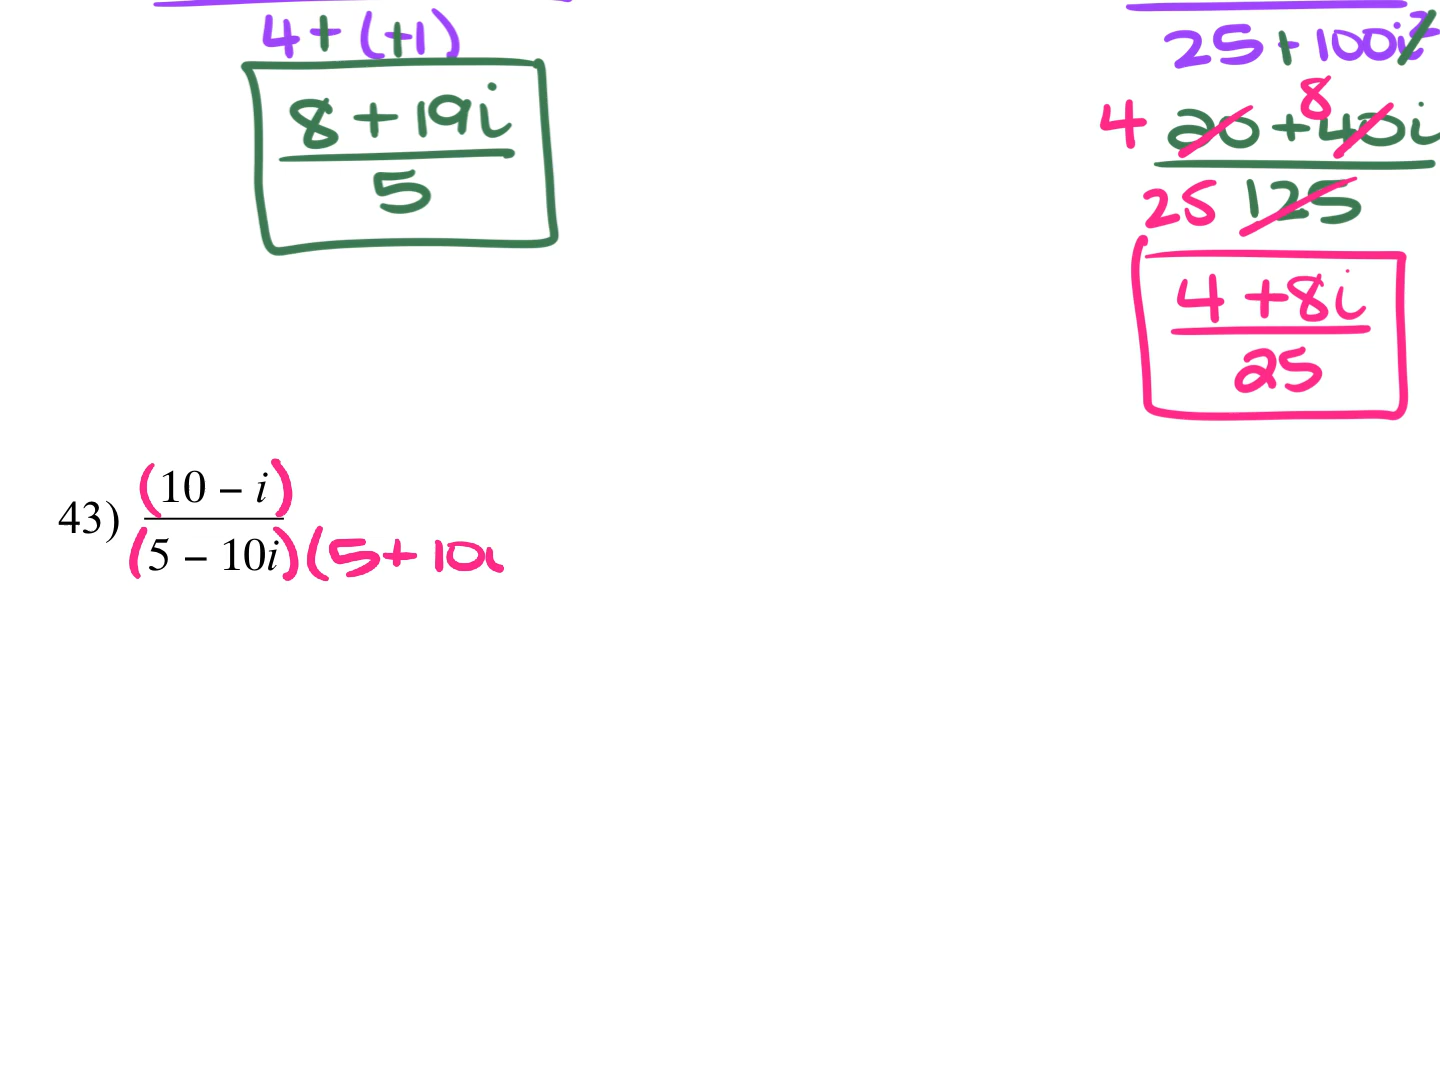 4 + (+1)
8 + 19i
5
25 + 100i²
4 20 + 8 40i
25 125
4 + 8i
25
43) (10 − i)
(5 − 10i)(5 + 10i